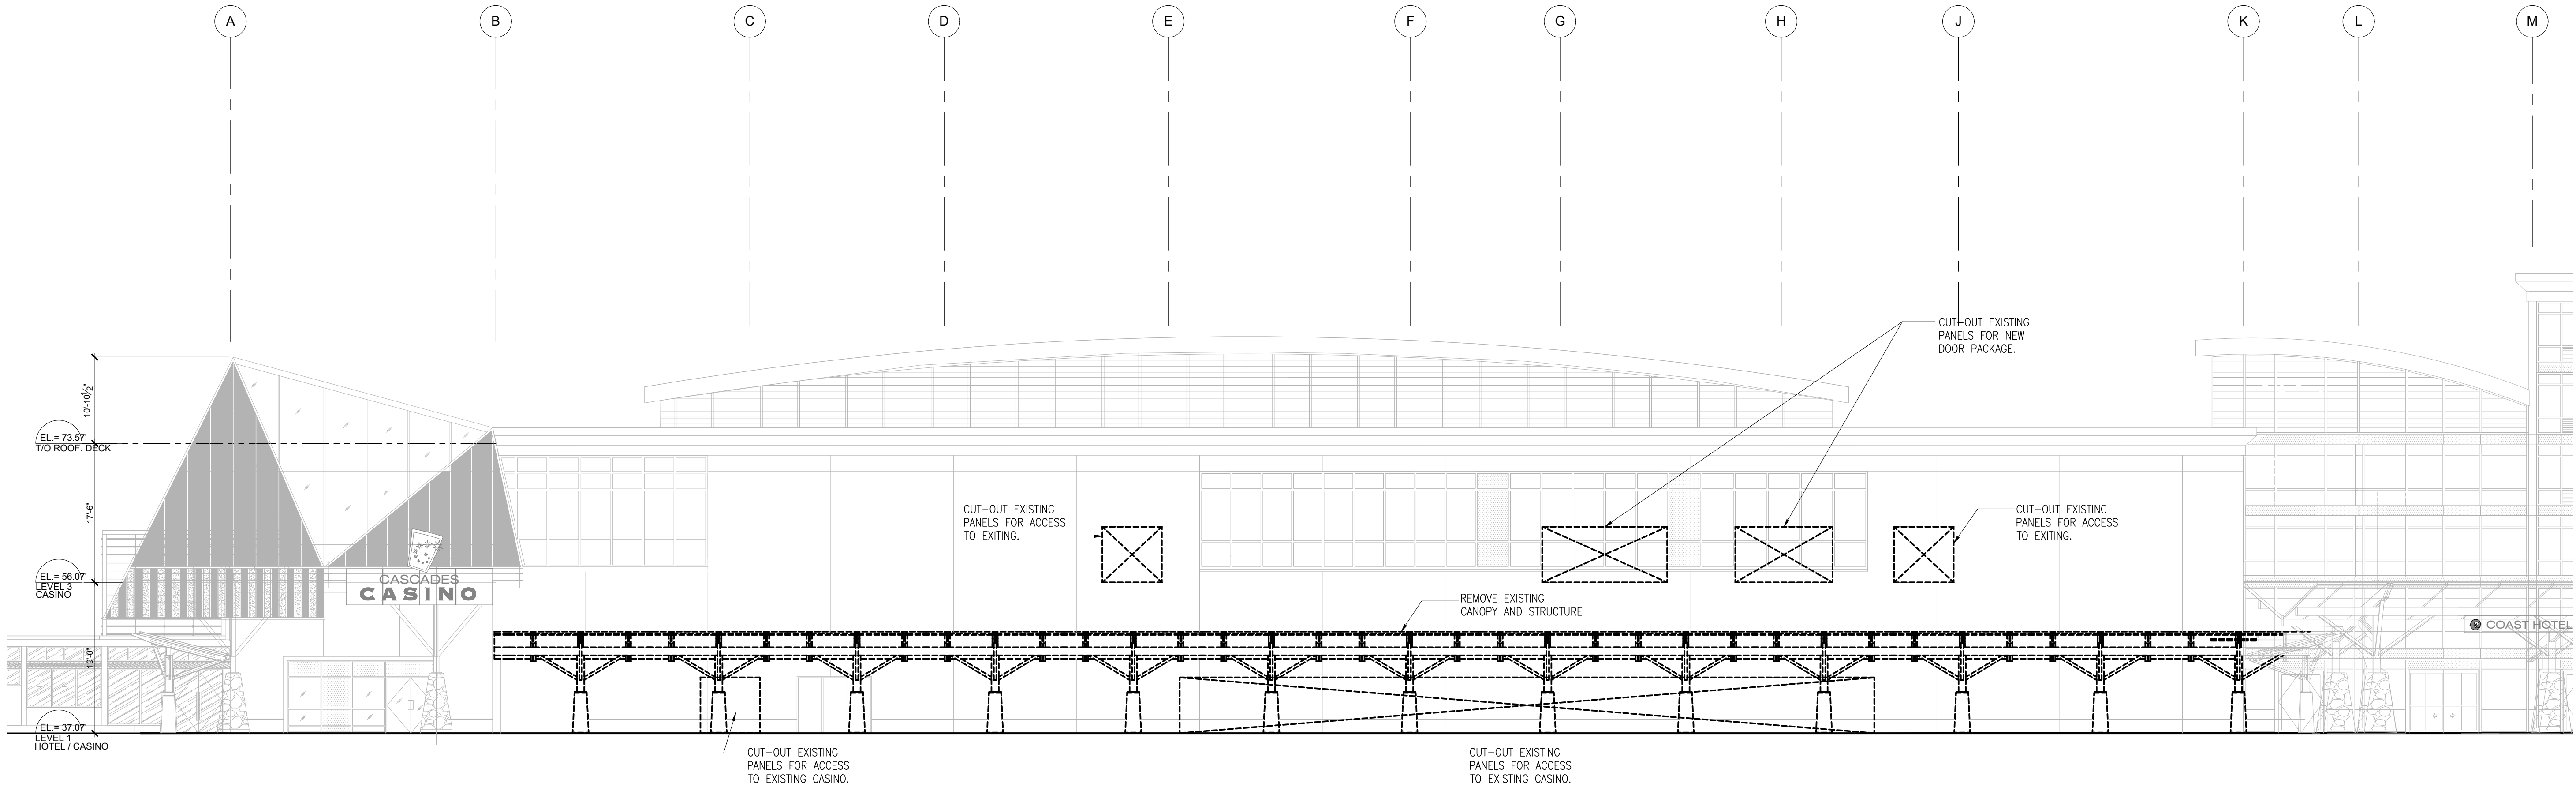 A B C D E F G H J K L M
CUT-OUT EXISTING
PANELS FOR NEW
DOOR PACKAGE.
10'-10½"
EL.= 73.57'
T/O ROOF. DECK
17'-6"
CUT-OUT EXISTING
PANELS FOR ACCESS
TO EXITING.
CUT-OUT EXISTING
PANELS FOR ACCESS
TO EXITING.
EL.= 56.07'
LEVEL 3
CASINO
CASCADES
CASINO
REMOVE EXISTING
CANOPY AND STRUCTURE
COAST HOTEL
19'-0"
EL.= 37.07'
LEVEL 1
HOTEL / CASINO
CUT-OUT EXISTING
PANELS FOR ACCESS
TO EXISTING CASINO.
CUT-OUT EXISTING
PANELS FOR ACCESS
TO EXISTING CASINO.